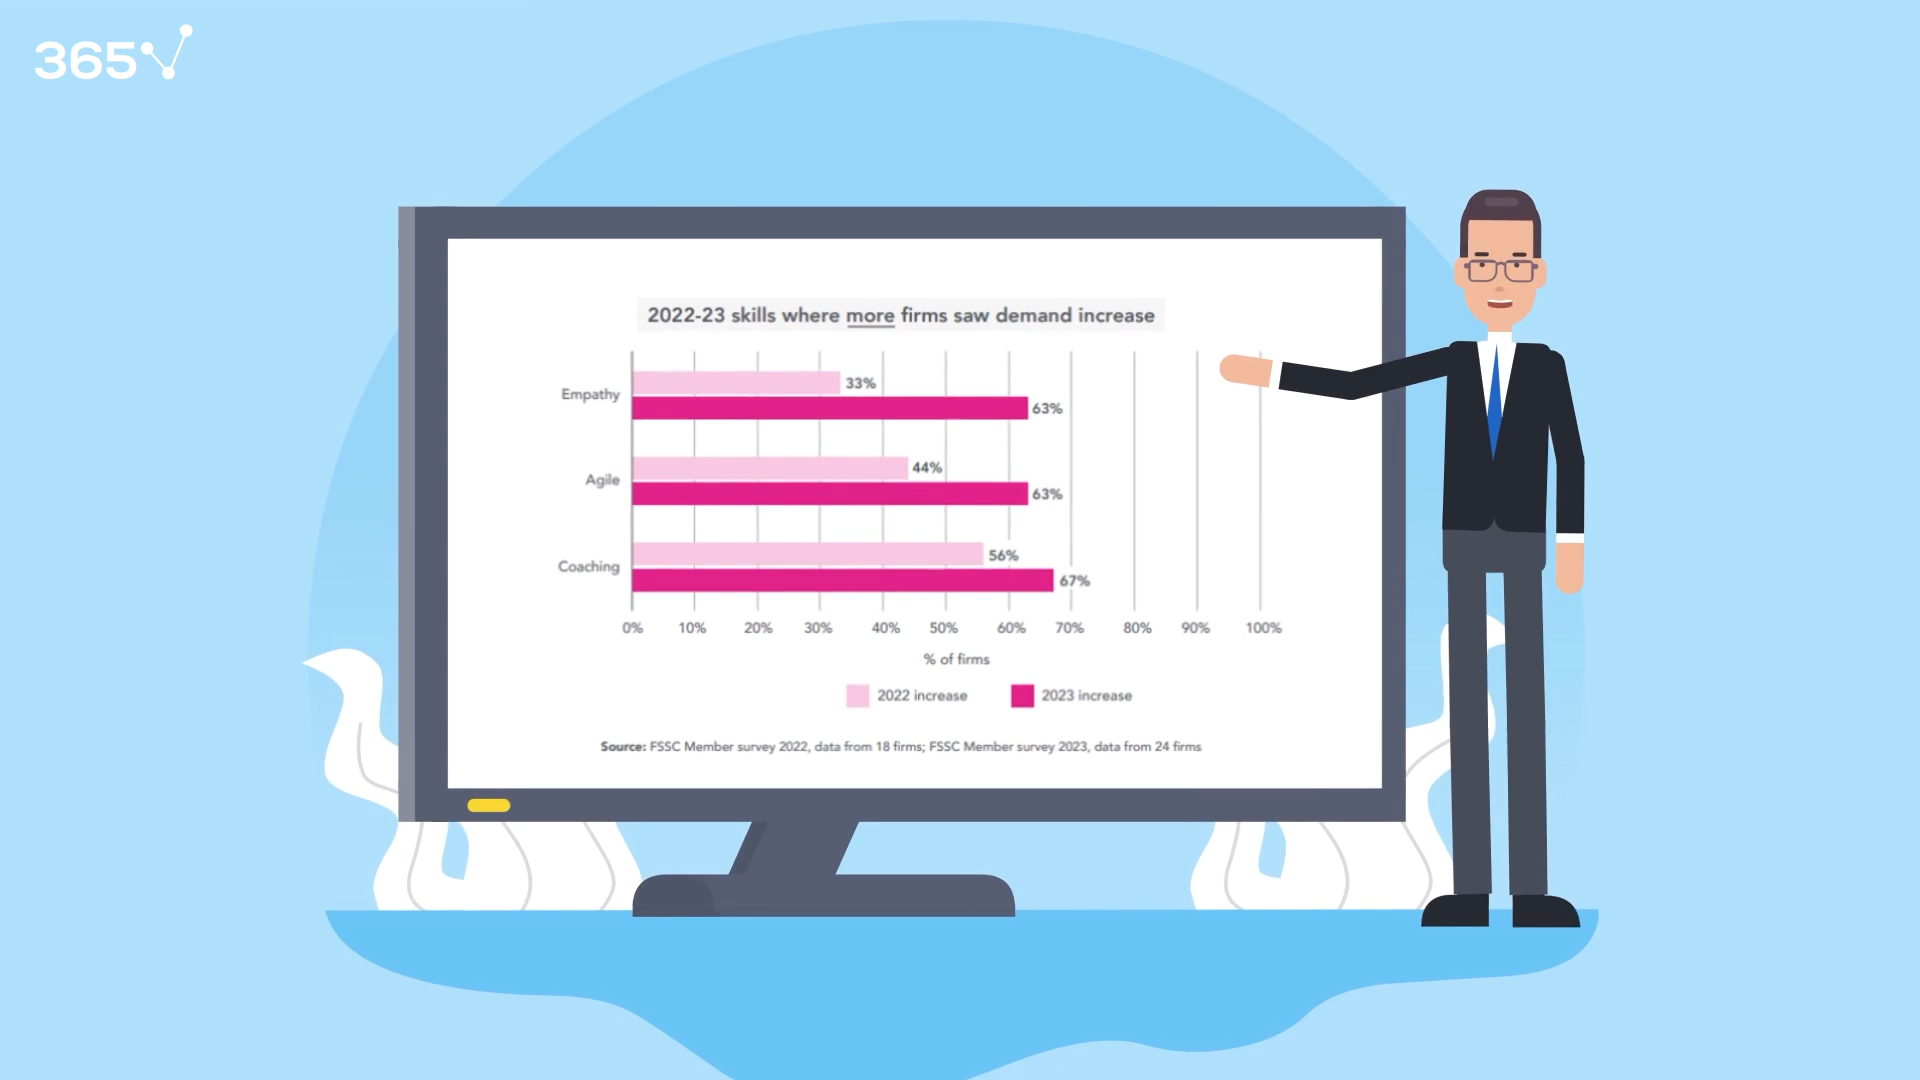 365
2022-23 skills where more firms saw demand increase
Empathy
33%
63%
Agile
44%
63%
Coaching
56%
67%
0% 10% 20% 30% 40% 50% 60% 70% 80% 90% 100%
% of firms
2022 increase 2023 increase
Source: FSSC Member survey 2022, data from 18 firms; FSSC Member survey 2023, data from 24 firms